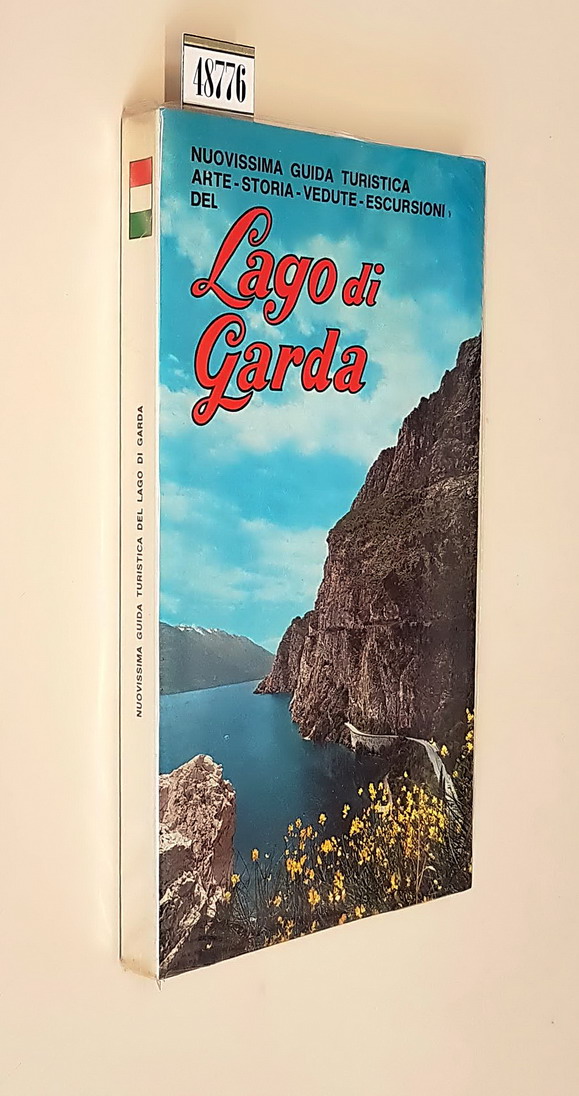 48776
NUOVISSIMA GUIDA TURISTICA
ARTE-STORIA-VEDUTE-ESCURSIONI
DEL
Lago di
Garda
NUOVISSIMA GUIDA TURISTICA DEL LAGO DI GARDA